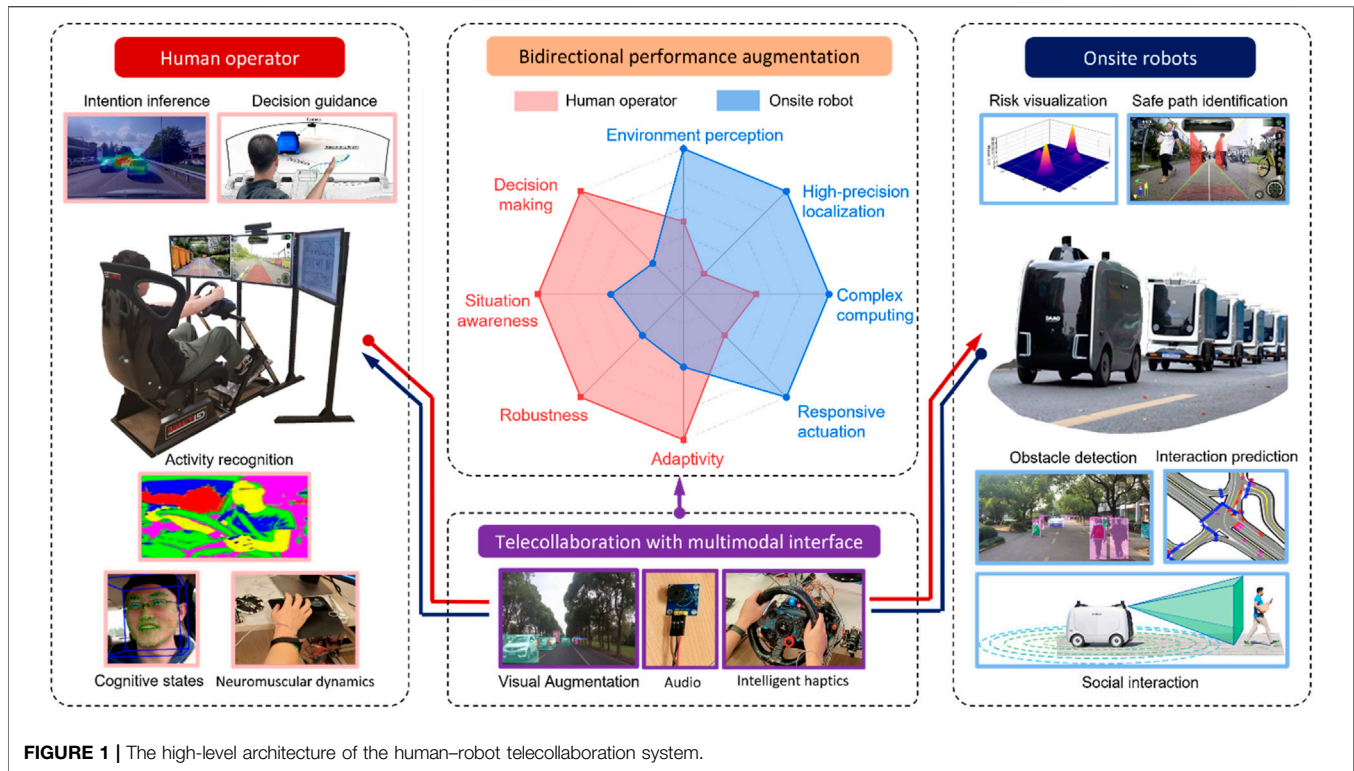 Human operator
Intention inference
Decision guidance
Activity recognition
Cognitive states
Neuromuscular dynamics
Bidirectional performance augmentation
Human operator
Onsite robot
Environment perception
Decision
making
High-precision
localization
Situation
awareness
Complex
computing
Robustness
Responsive
actuation
Adaptivity
Telecollaboration with multimodal interface
Visual Augmentation
Audio
Intelligent haptics
Onsite robots
Risk visualization
Safe path identification
Obstacle detection
Interaction prediction
Social interaction
FIGURE 1 | The high-level architecture of the human–robot telecollaboration system.